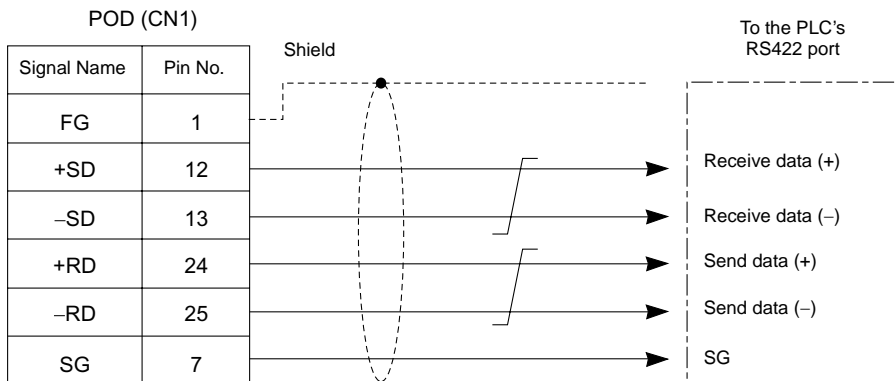 POD (CN1)
To the PLC's
RS422 port
Shield
Signal Name Pin No.
FG 1
+SD 12 Receive data (+)
−SD 13 Receive data (−)
+RD 24 Send data (+)
−RD 25 Send data (−)
SG 7 SG